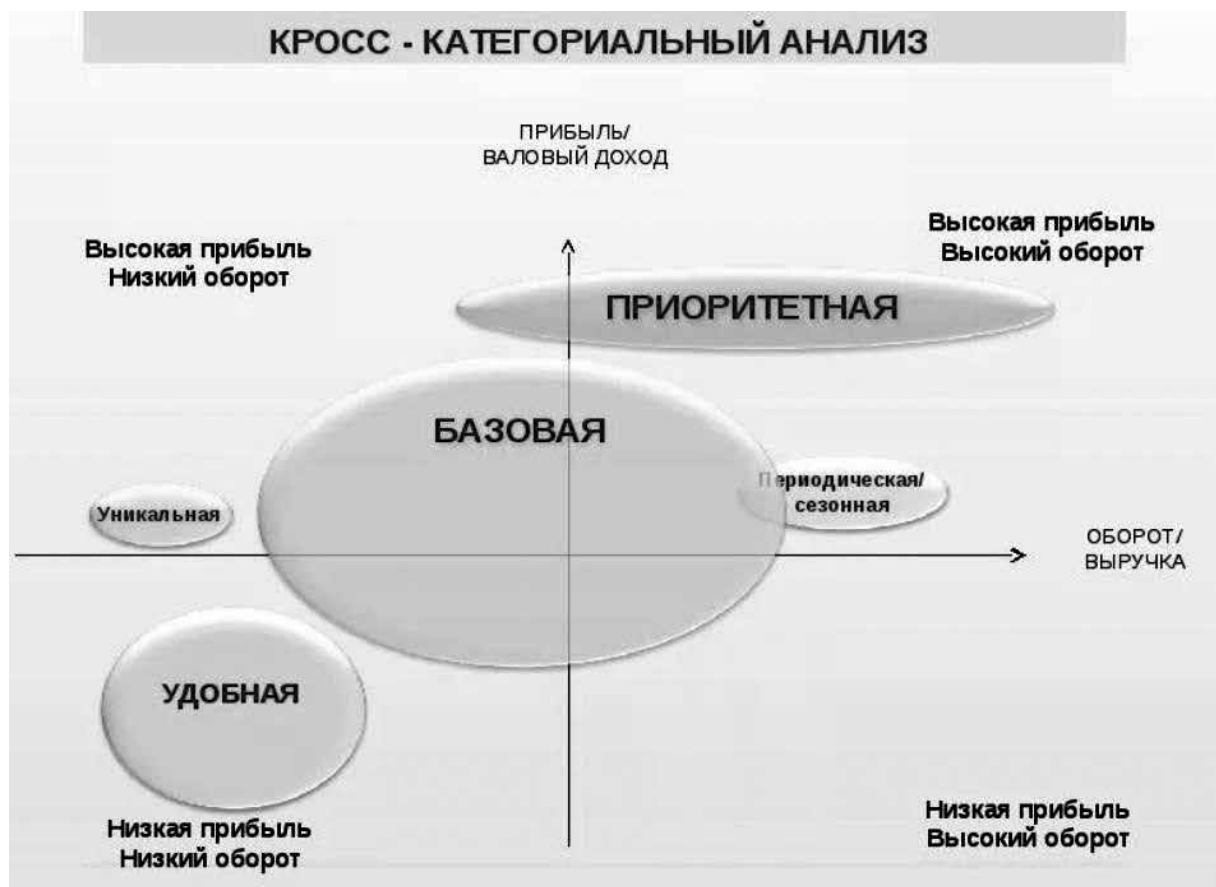 КРОСС - КАТЕГОРИАЛЬНЫЙ АНАЛИЗ
ПРИБЫЛЬ/
ВАЛОВЫЙ ДОХОД
Высокая прибыль
Низкий оборот
Высокая прибыль
Высокий оборот
ПРИОРИТЕТНАЯ
БАЗОВАЯ
Уникальная
Периодическая/
сезонная
ОБОРОТ/
ВЫРУЧКА
УДОБНАЯ
Низкая прибыль
Низкий оборот
Низкая прибыль
Высокий оборот